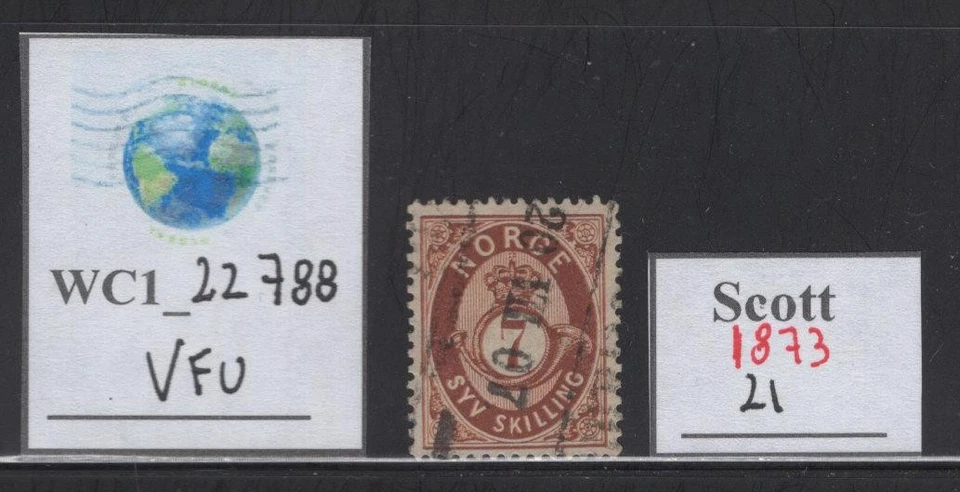 WC1_22788
VFU
NORGE
7
SYV SKILLING
Scott
1873
21